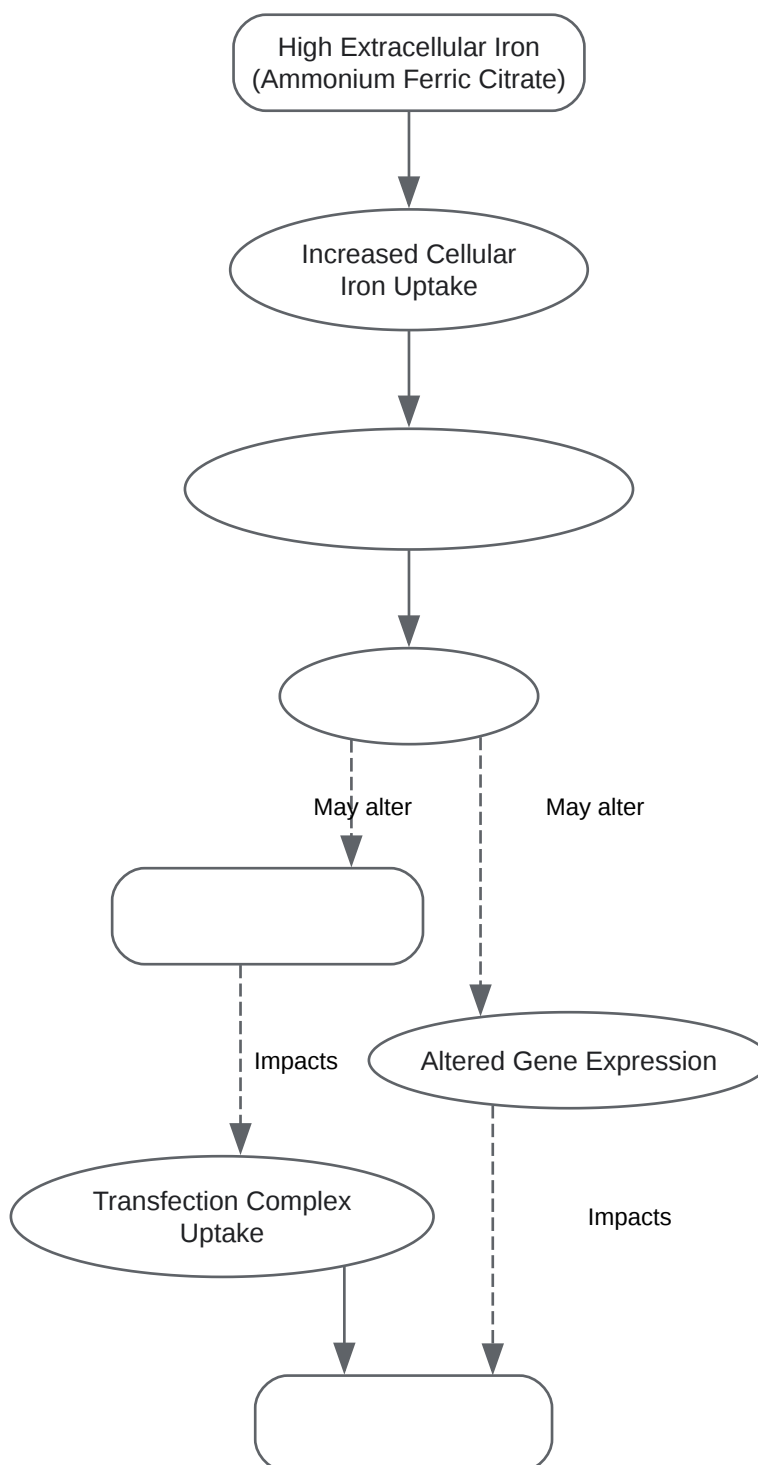 High Extracellular Iron
(Ammonium Ferric Citrate)
Increased Cellular
Iron Uptake
May alter
May alter
Impacts
Altered Gene Expression
Transfection Complex
Uptake
Impacts